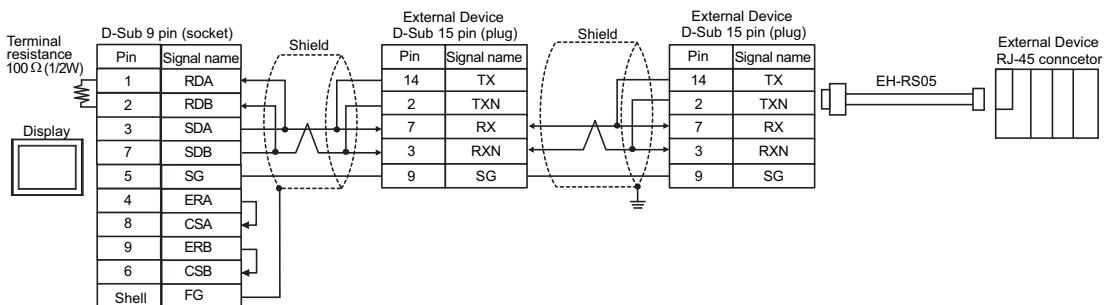 Terminal
resistance
100 Ω (1/2W)
Display
D-Sub 9 pin (socket)
Pin Signal name
1 RDA
2 RDB
3 SDA
7 SDB
5 SG
4 ERA
8 CSA
9 ERB
6 CSB
Shell FG
Shield
External Device
D-Sub 15 pin (plug)
Pin Signal name
14 TX
2 TXN
7 RX
3 RXN
9 SG
Shield
External Device
D-Sub 15 pin (plug)
Pin Signal name
14 TX
2 TXN
7 RX
3 RXN
9 SG
EH-RS05
External Device
RJ-45 conncetor